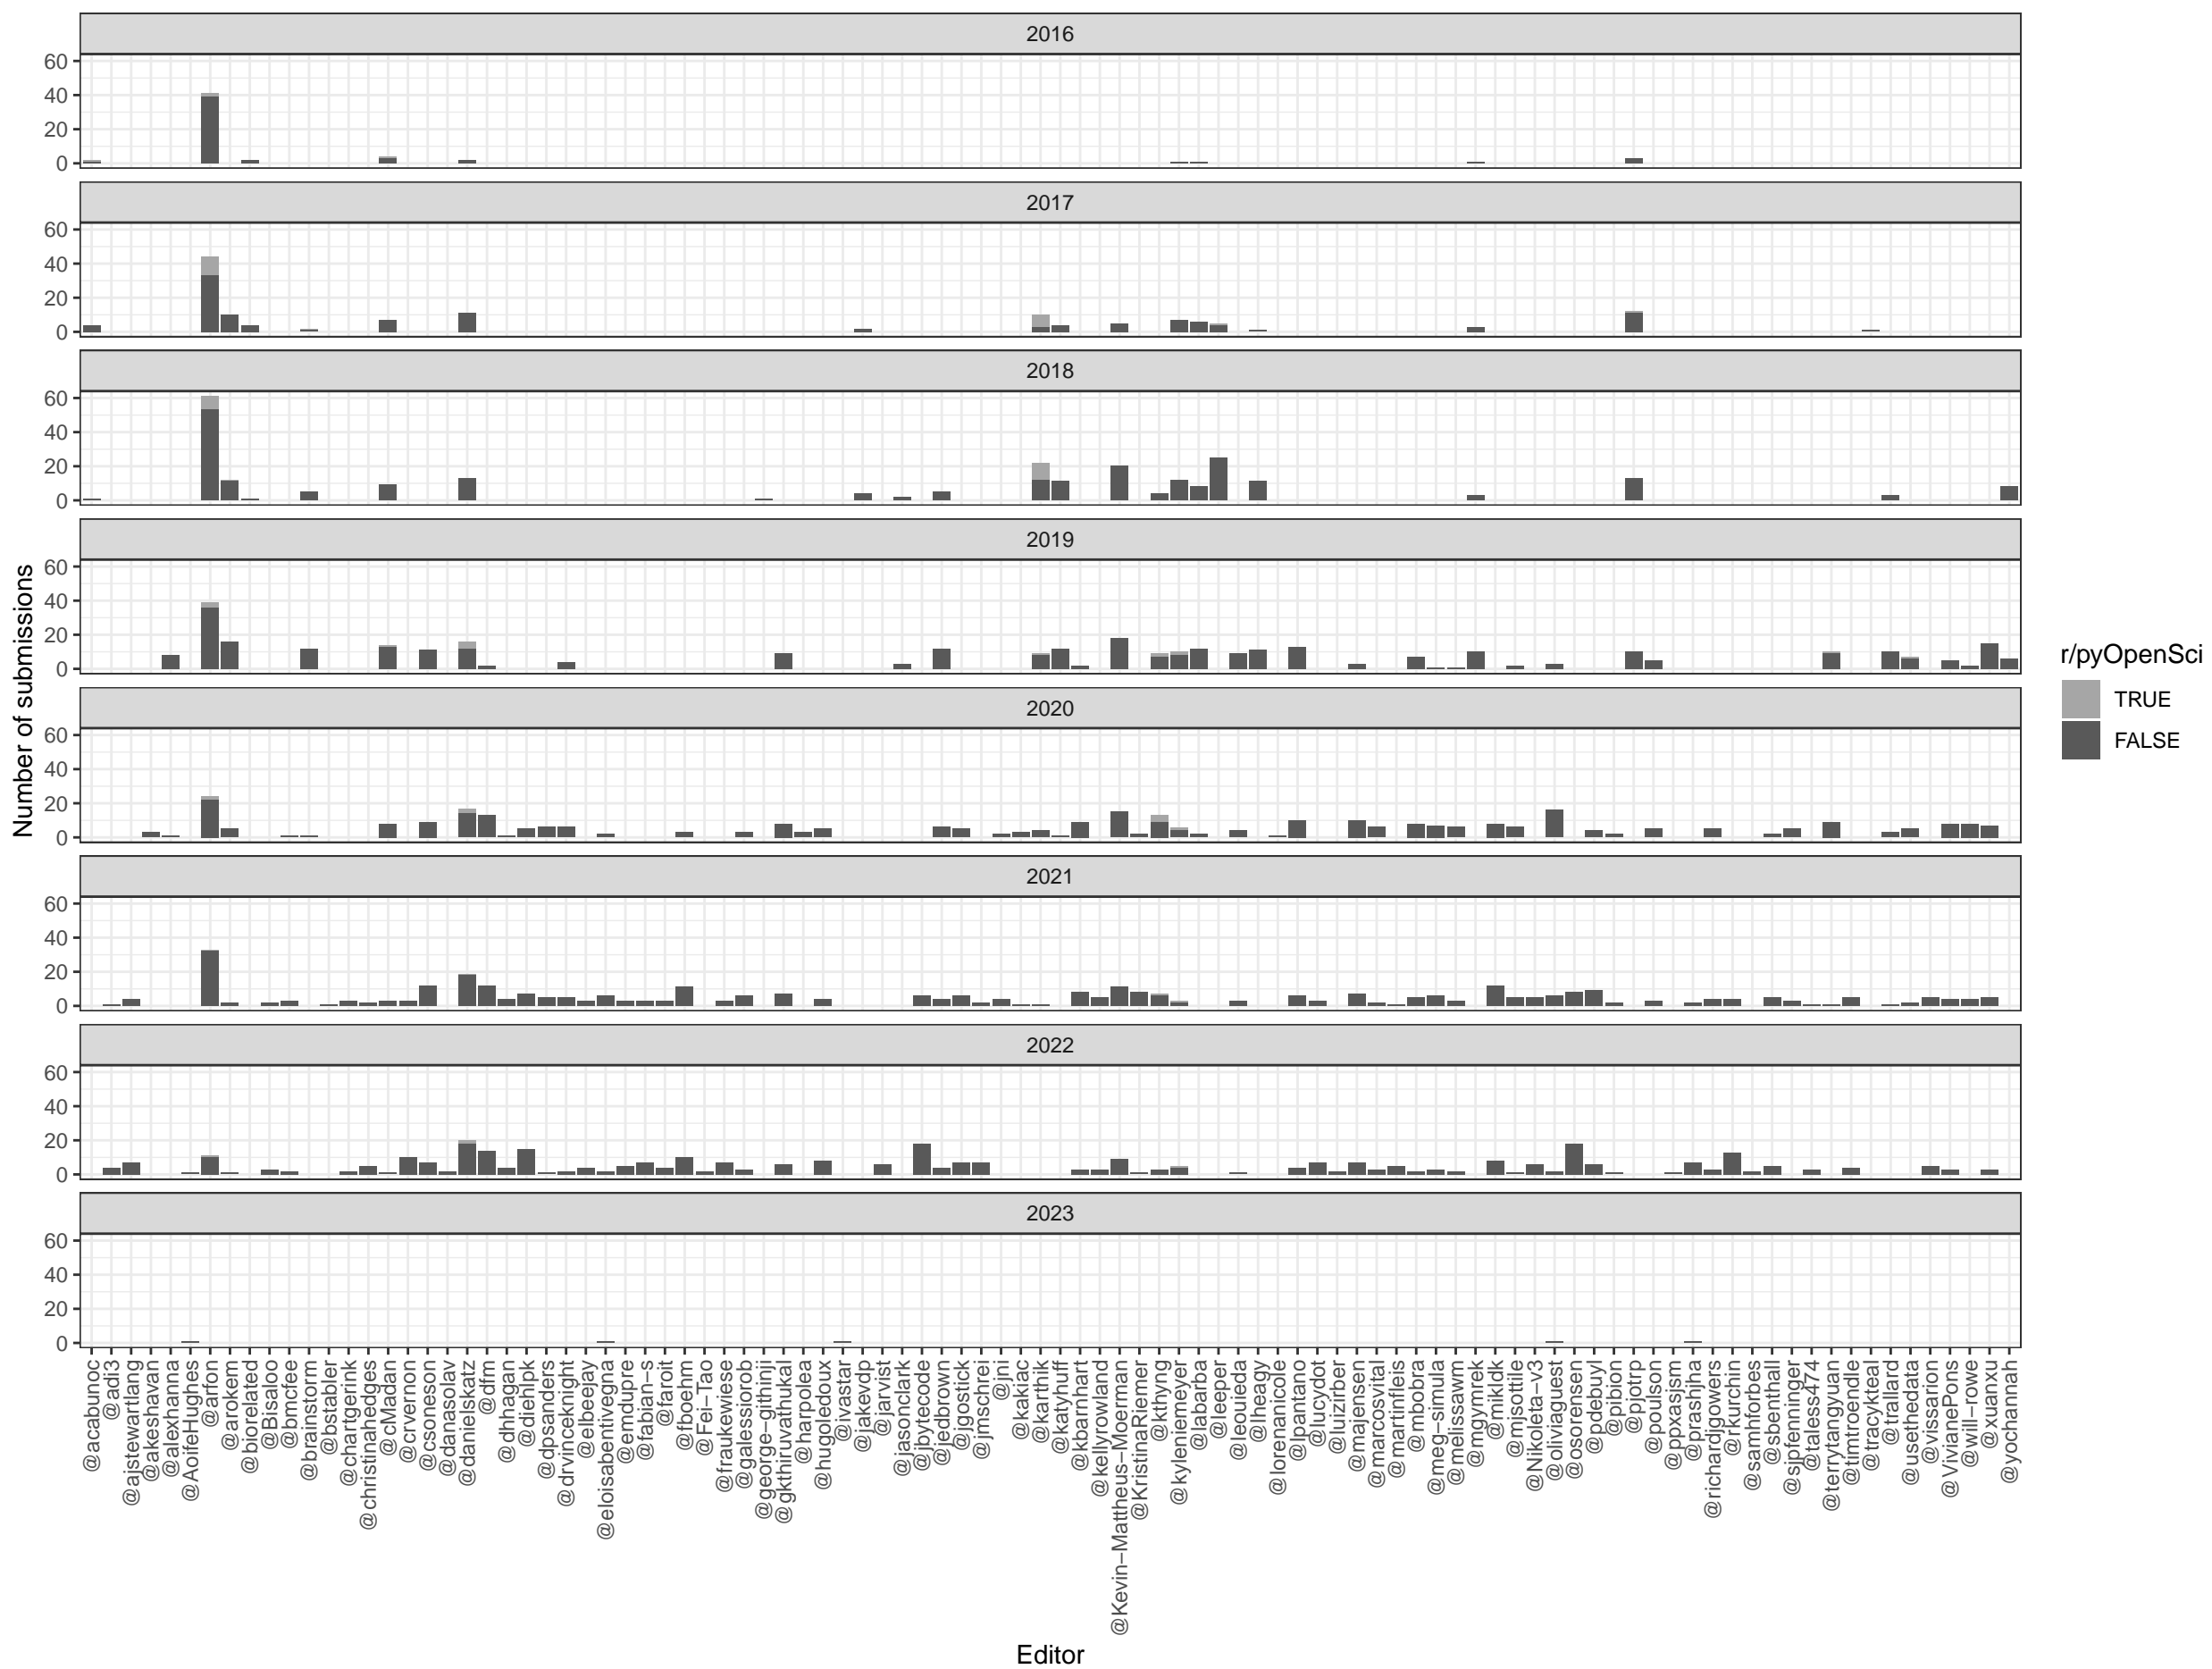 2016
60
40
20
0
2017
60
40
20
0
2018
60
40
20
0
2019
60
40
20
0
2020
60
40
20
0
2021
60
40
20
0
2022
60
40
20
0
2023
60
40
20
0
Number of submissions
@acabunoc
@adi3
@ajstewartlang
@akeshavan
@alexhanna
@AoifeHughes
@arfon
@arokem
@biorelated
@Bisaloo
@bmcfee
@brainstorm
@bstabler
@chartgerink
@christinahedges
@cMadan
@crvernon
@csoneson
@danasolav
@danielskatz
@dfm
@dhhagan
@diehlpk
@dpsanders
@drvinceknight
@elbeejay
@eloisabentivegna
@emdupre
@fabian−s
@faroit
@fboehm
@Fei−Tao
@fraukewiese
@galessiorob
@george−githinji
@gkthiruvathukal
@harpolea
@hugoledoux
@ivastar
@jakevdp
@jarvist
@jasonclark
@jbytecode
@jedbrown
@jgostick
@jmschrei
@jni
@kakiac
@karthik
@katyhuff
@kbarnhart
@kellyrowland
@Kevin−Mattheus−Moerman
@KristinaRiemer
@kthyng
@kyleniemeyer
@labarba
@leeper
@leouieda
@lheagy
@lorenanicole
@lpantano
@lucydot
@luizirber
@majensen
@marcosvital
@martinfleis
@mbobra
@meg−simula
@melissawm
@mgymrek
@mikldk
@mjsottile
@Nikoleta−v3
@oliviaguest
@osorensen
@pdebuyl
@pibion
@pjotrp
@poulson
@ppxasjsm
@prashjha
@richardjgowers
@rkurchin
@samhforbes
@sbenthall
@sjpfenninger
@taless474
@terrytangyuan
@timtroendle
@tracykteal
@trallard
@usethedata
@vissarion
@VivianePons
@will−rowe
@xuanxu
@yochannah
Editor
r/pyOpenSci
TRUE
FALSE